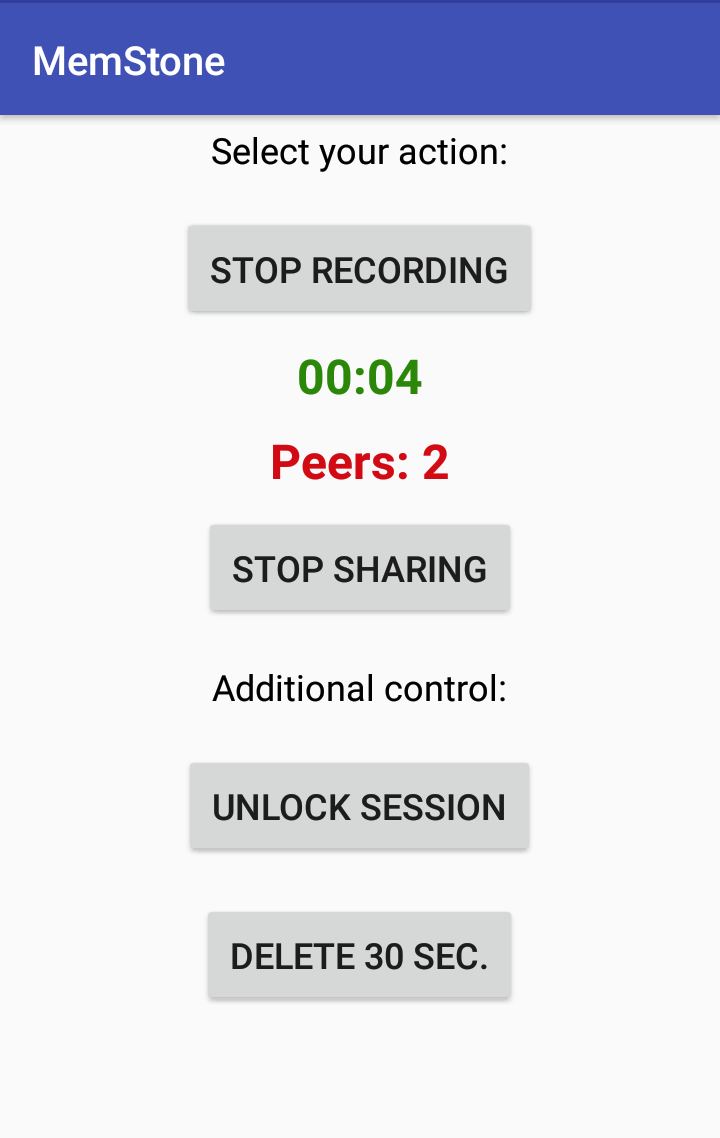 MemStone
Select your action:
STOP RECORDING
00:04
Peers: 2
STOP SHARING
Additional control:
UNLOCK SESSION
DELETE 30 SEC.